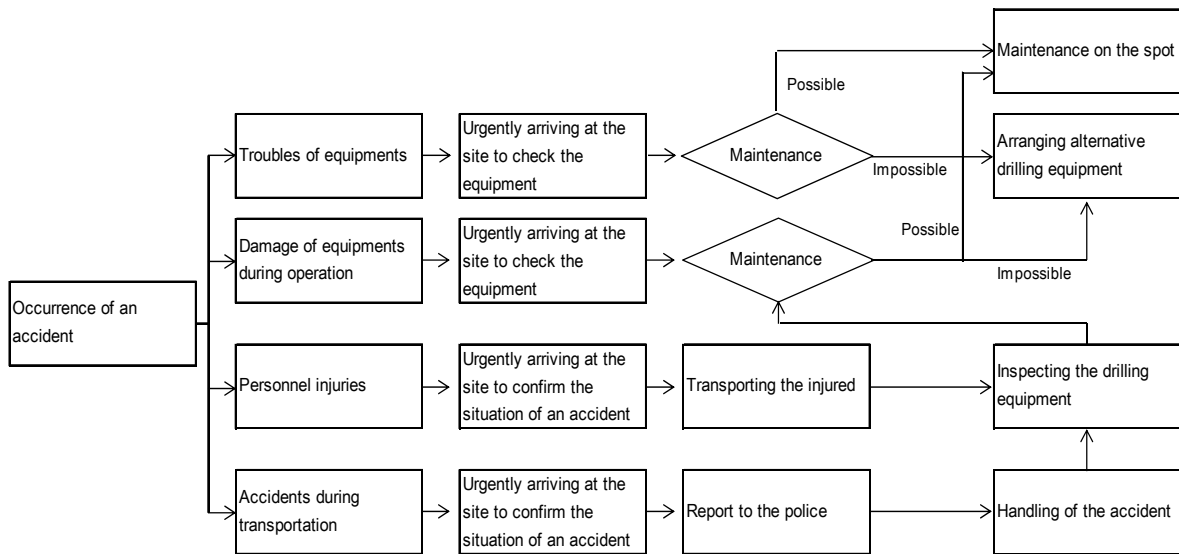 Maintenance on the spot
Possible
Troubles of equipments
Urgently arriving at the
site to check the
equipment
Maintenance
Impossible
Arranging alternative
drilling equipment
Damage of equipments
during operation
Urgently arriving at the
site to check the
equipment
Maintenance
Possible
Impossible
Occurrence of an
accident
Personnel injuries
Urgently arriving at the
site to confirm the
situation of an accident
Transporting the injured
Inspecting the drilling
equipment
Accidents during
transportation
Urgently arriving at the
site to confirm the
situation of an accident
Report to the police
Handling of the accident